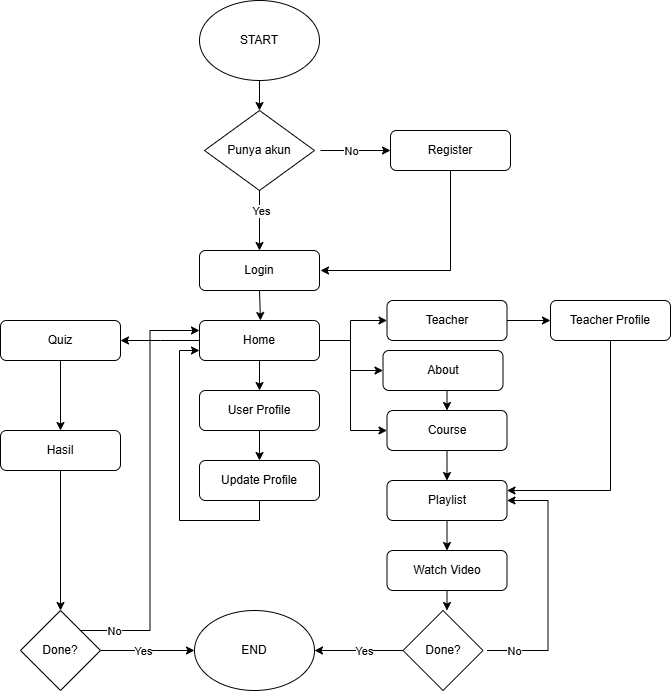 START
Punya akun
No
Register
Yes
Login
Quiz
Home
Teacher
Teacher Profile
About
User Profile
Course
Hasil
Update Profile
Playlist
Watch Video
No
Done?
Yes
END
Yes
Done?
No